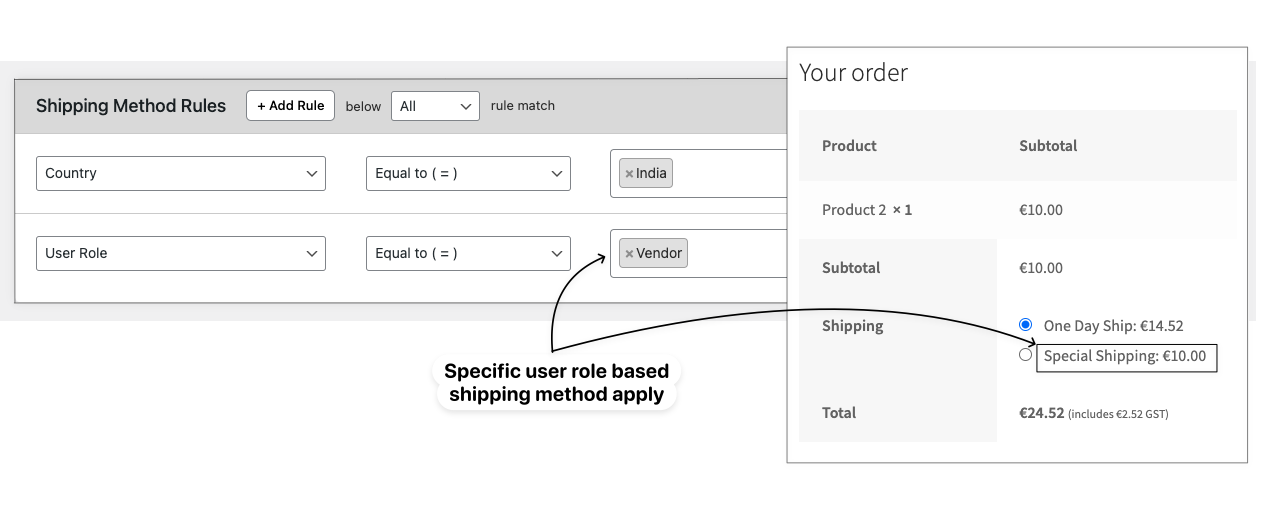 Shipping Method Rules + Add Rule below All rule match
Country Equal to ( = ) × India
User Role Equal to ( = ) × Vendor
Specific user role based
shipping method apply
Your order
Product Subtotal
Product 2 × 1 €10.00
Subtotal €10.00
Shipping One Day Ship: €14.52
Special Shipping: €10.00
Total €24.52 (includes €2.52 GST)